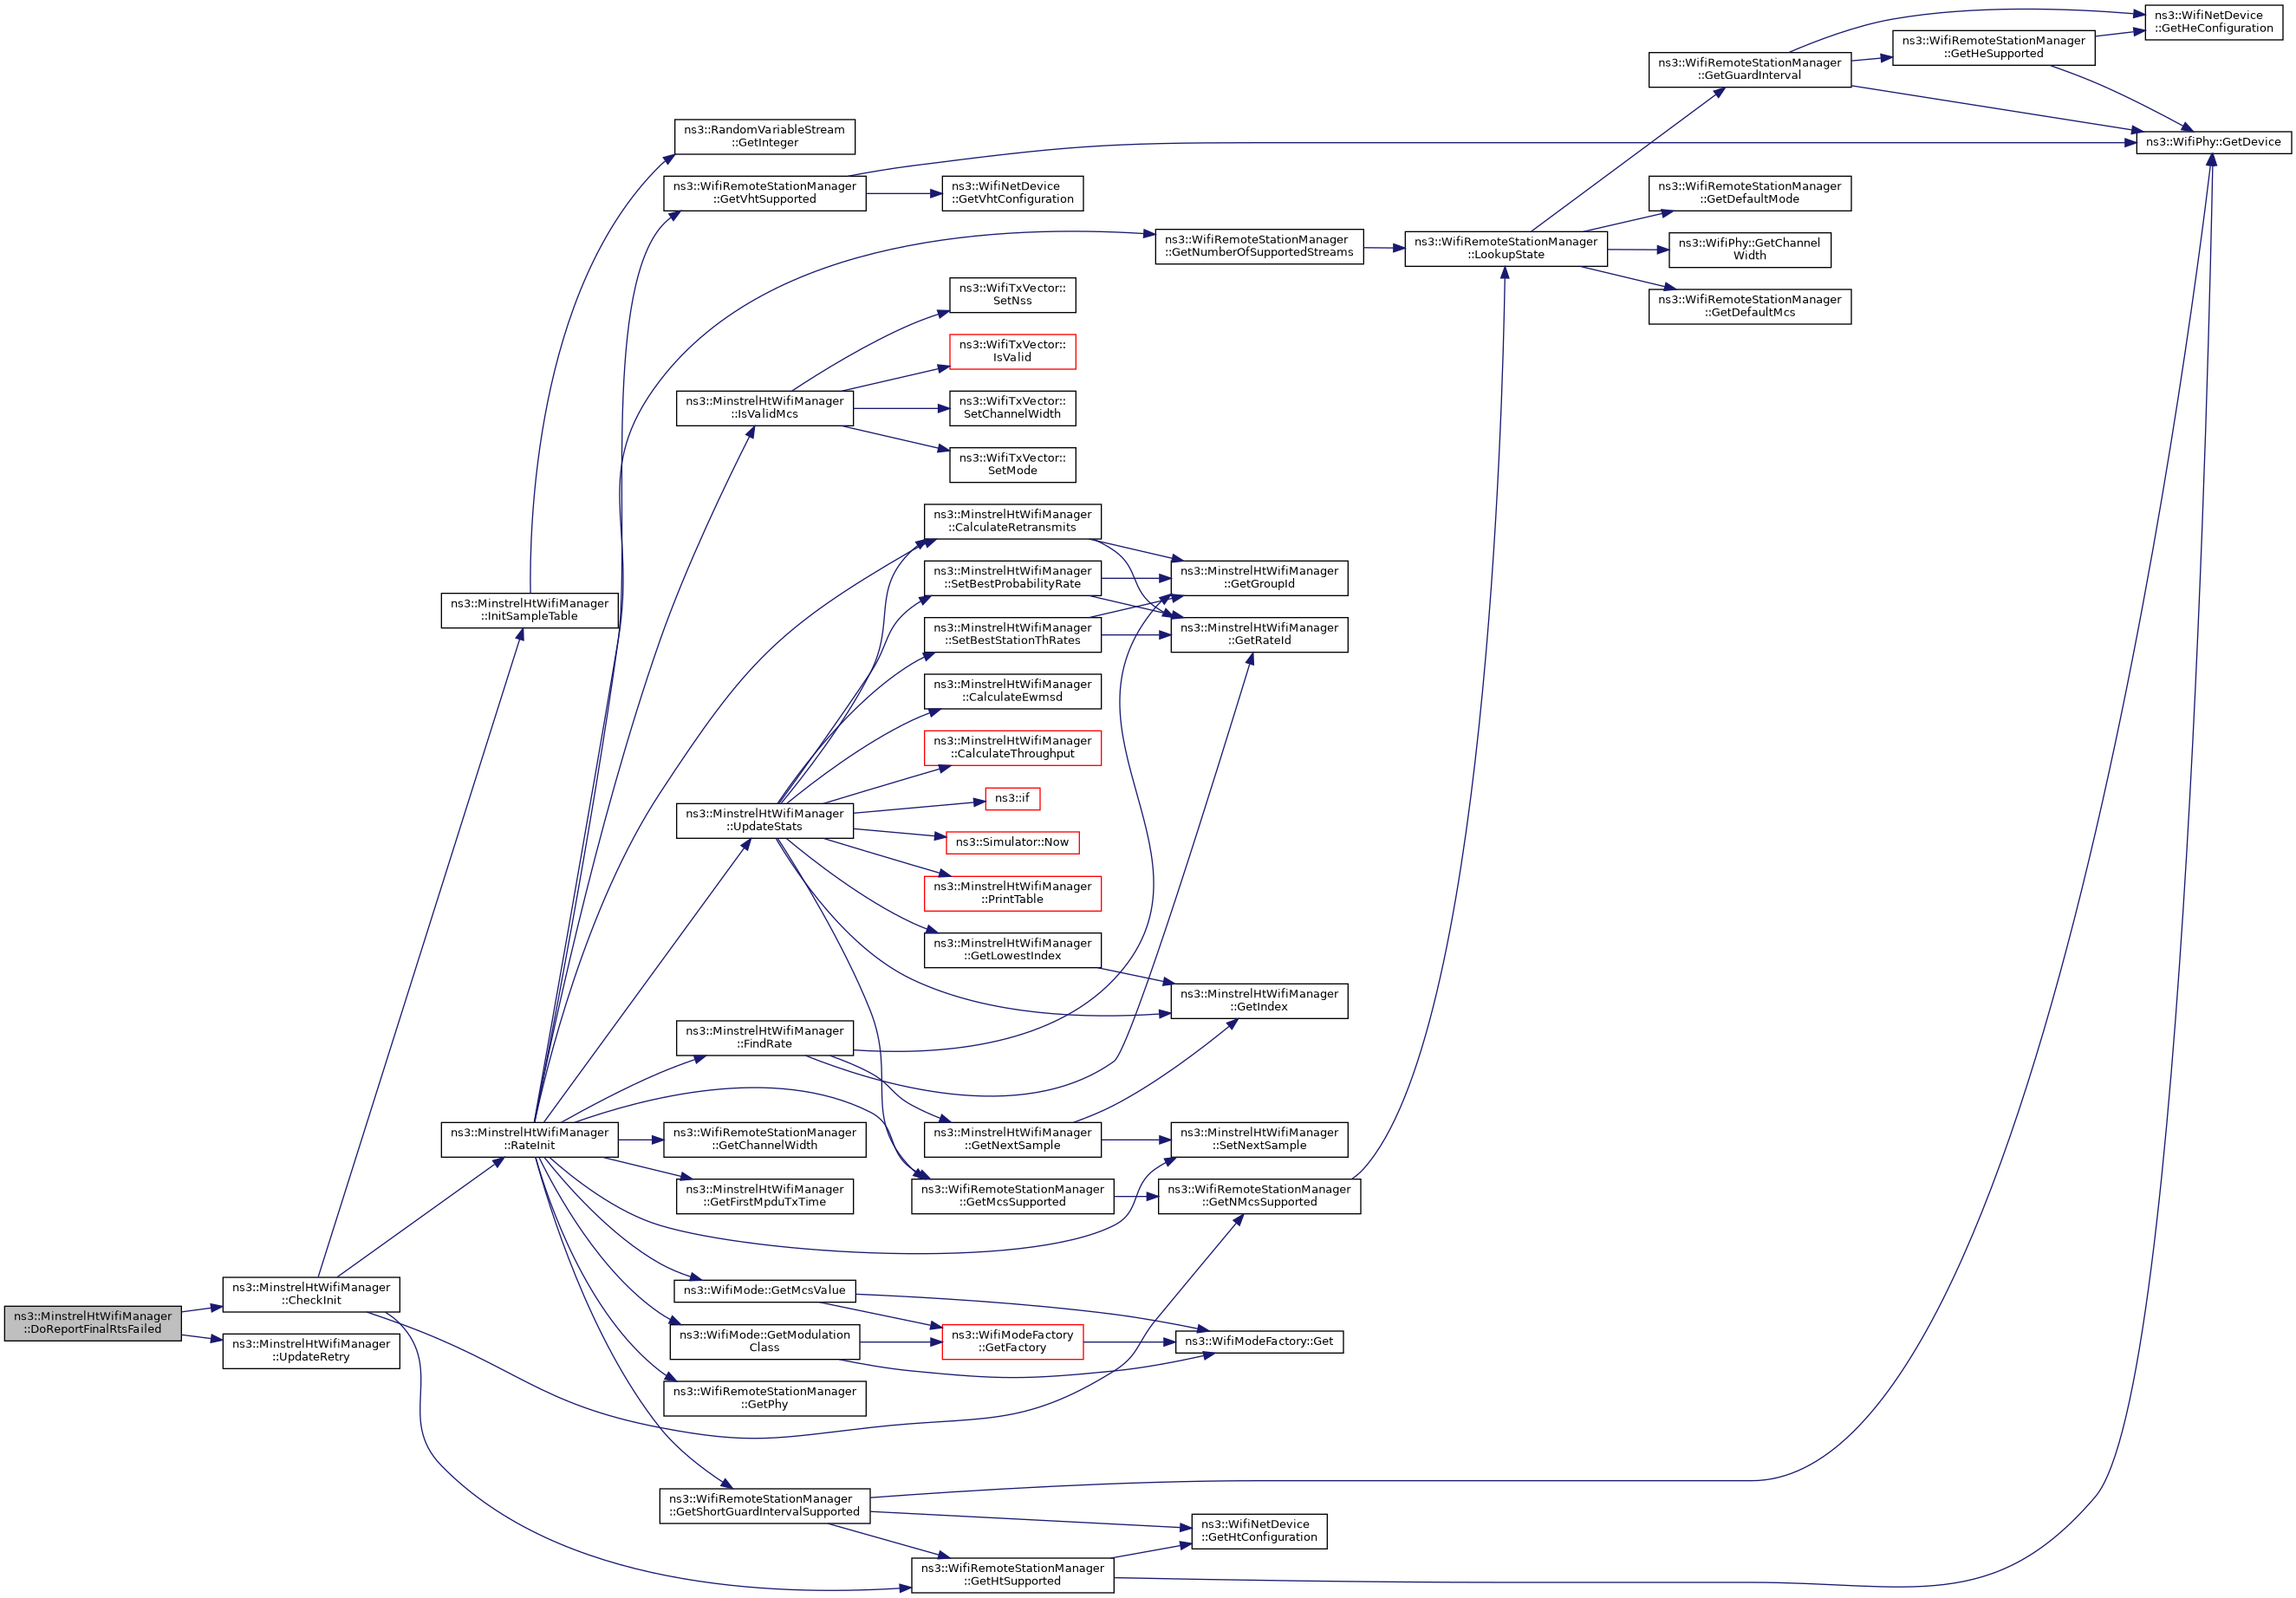 ns3::MinstrelHtWifiManager
::DoReportFinalRtsFailed
ns3::MinstrelHtWifiManager
::CheckInit
ns3::MinstrelHtWifiManager
::UpdateRetry
ns3::MinstrelHtWifiManager
::InitSampleTable
ns3::MinstrelHtWifiManager
::RateInit
ns3::RandomVariableStream
::GetInteger
ns3::WifiRemoteStationManager
::GetVhtSupported
ns3::MinstrelHtWifiManager
::IsValidMcs
ns3::MinstrelHtWifiManager
::UpdateStats
ns3::MinstrelHtWifiManager
::FindRate
ns3::WifiRemoteStationManager
::GetChannelWidth
ns3::MinstrelHtWifiManager
::GetFirstMpduTxTime
ns3::WifiMode::GetMcsValue
ns3::WifiMode::GetModulation
Class
ns3::WifiRemoteStationManager
::GetPhy
ns3::WifiRemoteStationManager
::GetShortGuardIntervalSupported
ns3::WifiNetDevice
::GetVhtConfiguration
ns3::WifiTxVector::
SetNss
ns3::WifiTxVector::
IsValid
ns3::WifiTxVector::
SetChannelWidth
ns3::WifiTxVector::
SetMode
ns3::MinstrelHtWifiManager
::CalculateRetransmits
ns3::MinstrelHtWifiManager
::SetBestProbabilityRate
ns3::MinstrelHtWifiManager
::SetBestStationThRates
ns3::MinstrelHtWifiManager
::CalculateEwmsd
ns3::MinstrelHtWifiManager
::CalculateThroughput
ns3::if
ns3::Simulator::Now
ns3::MinstrelHtWifiManager
::PrintTable
ns3::MinstrelHtWifiManager
::GetLowestIndex
ns3::MinstrelHtWifiManager
::GetNextSample
ns3::WifiRemoteStationManager
::GetMcsSupported
ns3::WifiModeFactory
::GetFactory
ns3::WifiRemoteStationManager
::GetHtSupported
ns3::WifiRemoteStationManager
::GetNumberOfSupportedStreams
ns3::MinstrelHtWifiManager
::GetGroupId
ns3::MinstrelHtWifiManager
::GetRateId
ns3::MinstrelHtWifiManager
::GetIndex
ns3::MinstrelHtWifiManager
::SetNextSample
ns3::WifiRemoteStationManager
::GetNMcsSupported
ns3::WifiModeFactory::Get
ns3::WifiNetDevice
::GetHtConfiguration
ns3::WifiRemoteStationManager
::LookupState
ns3::WifiRemoteStationManager
::GetGuardInterval
ns3::WifiRemoteStationManager
::GetDefaultMode
ns3::WifiPhy::GetChannel
Width
ns3::WifiRemoteStationManager
::GetDefaultMcs
ns3::WifiRemoteStationManager
::GetHeSupported
ns3::WifiNetDevice
::GetHeConfiguration
ns3::WifiPhy::GetDevice